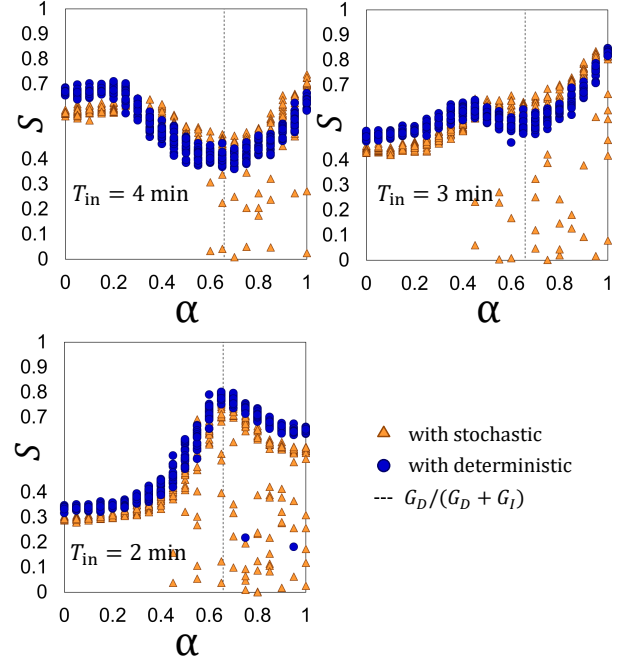 1
0.9
0.8
0.7
S
0.4
0.3
0.2
0.1
0
T_in = 4 min
0 0.2 0.4 0.6 0.8 1
α
1
0.9
0.8
0.7
S
0.4
0.3
0.2
0.1
0
T_in = 3 min
0 0.2 0.4 0.6 0.8 1
α
1
0.9
0.8
0.7
S
0.4
0.3
0.2
0.1
0
T_in = 2 min
0 0.2 0.4 0.6 0.8 1
α
with stochastic
with deterministic
G_D/(G_D + G_I)